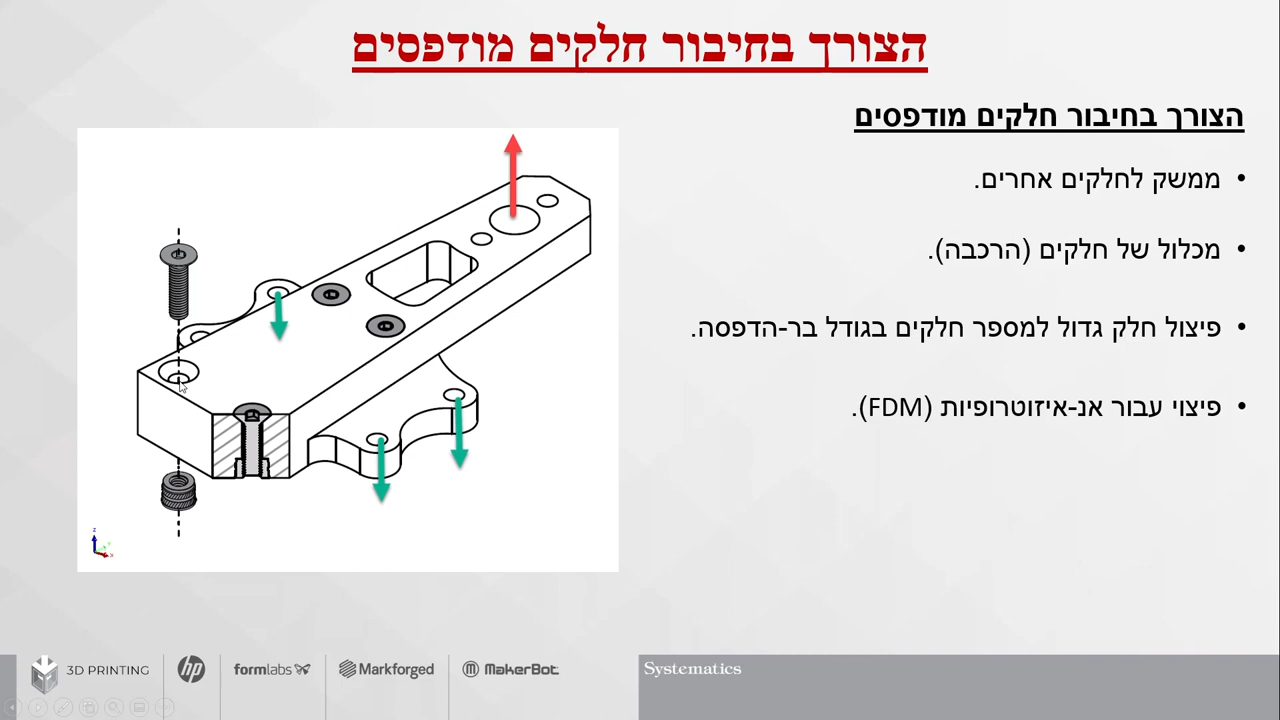 הצורך בחיבור חלקים מודפסים
הצורך בחיבור חלקים מודפסים
• ממשק לחלקים אחרים.
• מכלול של חלקים (הרכבה).
• פיצול חלק גדול למספר חלקים בגודל בר-הדפסה.
• פיצוי עבור אנ-איזוטרופיות (FDM).
3D PRINTING
hp
formlabs
Markforged
MakerBot
Systematics